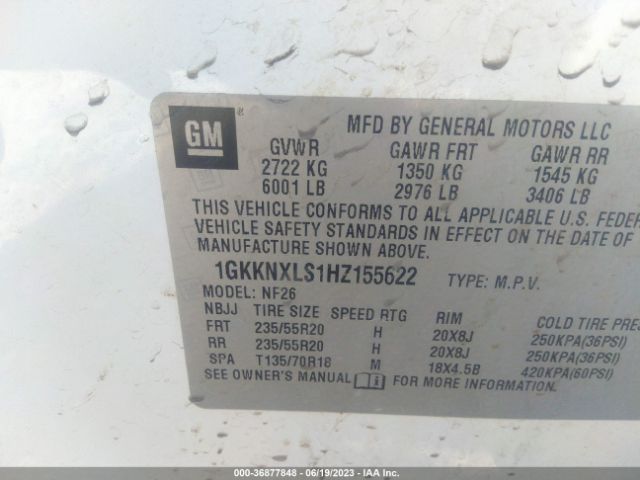 GM
®
MFD BY GENERAL MOTORS LLC
GVWR GAWR FRT GAWR RR
2722 KG 1350 KG 1545 KG
6001 LB 2976 LB 3406 LB
THIS VEHICLE CONFORMS TO ALL APPLICABLE U.S. FEDER
VEHICLE SAFETY STANDARDS IN EFFECT ON THE DATE OF
MANUFACTURE SHOWN ABOVE.
1GKKNXLS1HZ155622 TYPE: M.P.V.
MODEL: NF26
NBJJ TIRE SIZE SPEED RTG RIM COLD TIRE PRE
FRT 235/55R20 H 20X8J 250KPA(36PSI)
RR 235/55R20 H 20X8J 250KPA(36PSI)
SPA T135/70R18 M 18X4.5B 420KPA(60PSI)
SEE OWNER'S MANUAL FOR MORE INFORMATION.
000-36877848 - 06/19/2023 - IAA Inc.